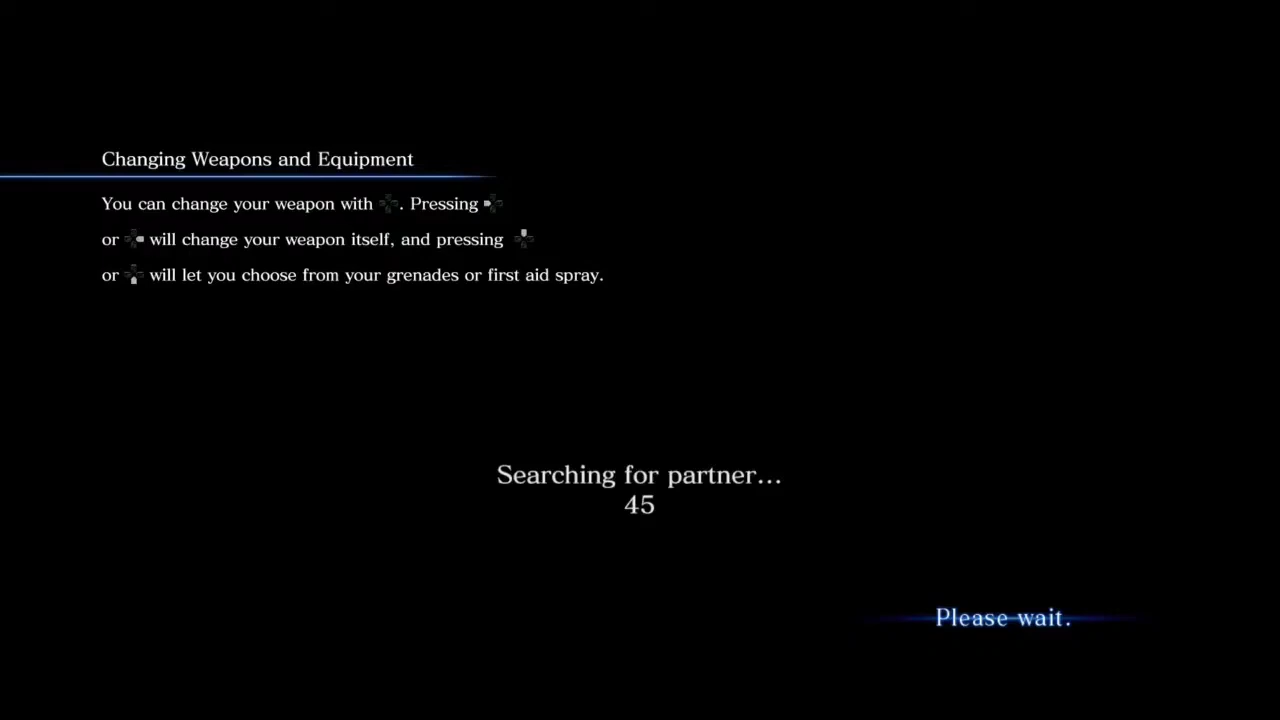 Changing Weapons and Equipment
You can change your weapon with . Pressing
or will change your weapon itself, and pressing
or will let you choose from your grenades or first aid spray.
Searching for partner...
45
Please wait.